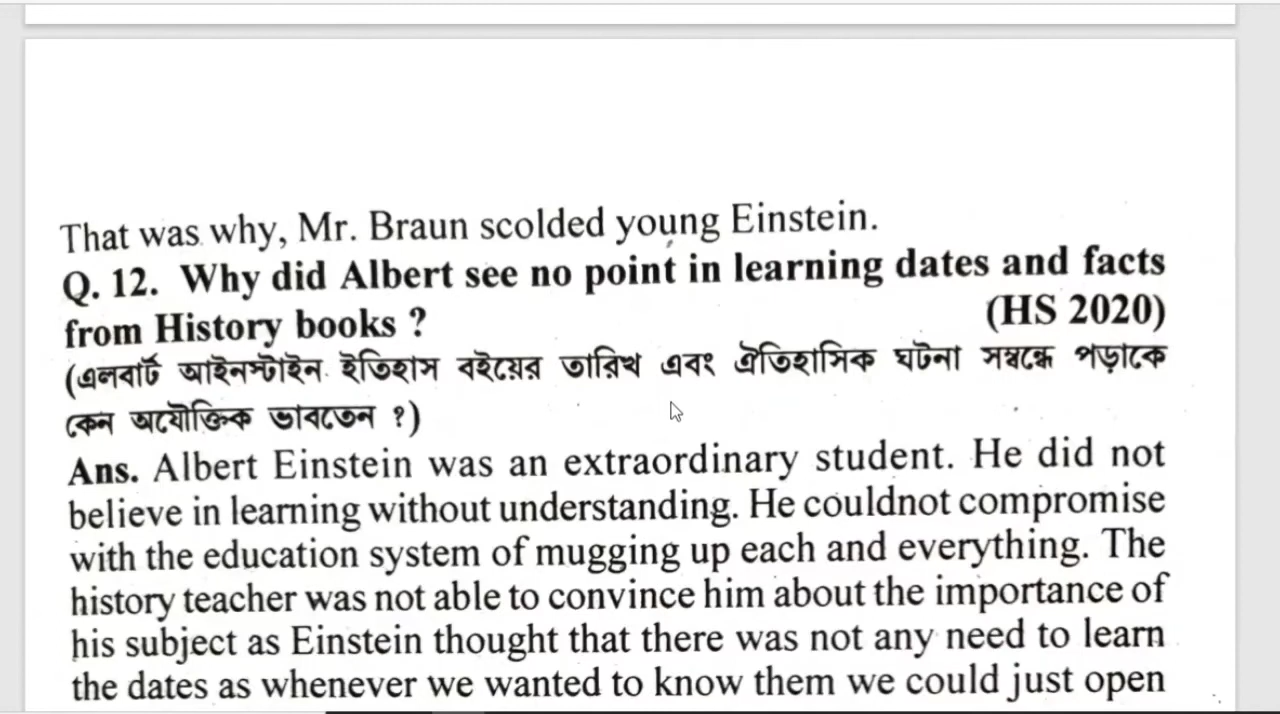 That was why, Mr. Braun scolded young Einstein.
Q. 12. Why did Albert see no point in learning dates and facts
from History books ? (HS 2020)
(এলবার্ট আইনস্টাইন ইতিহাস বইয়ের তারিখ এবং ঐতিহাসিক ঘটনা সম্বন্ধে পড়াকে
কেন অযৌক্তিক ভাবতেন ?)
Ans. Albert Einstein was an extraordinary student. He did not
believe in learning without understanding. He couldnot compromise
with the education system of mugging up each and everything. The
history teacher was not able to convince him about the importance of
his subject as Einstein thought that there was not any need to learn
the dates as whenever we wanted to know them we could just open